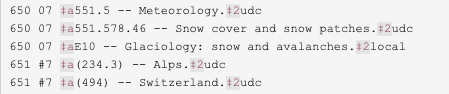 650 07 ‡a551.5 -- Meteorology.‡2udc
650 07 ‡a551.578.46 -- Snow cover and snow patches.‡2udc
650 07 ‡aE10 -- Glaciology: snow and avalanches.‡2local
651 #7 ‡a(234.3) -- Alps.‡2udc
651 #7 ‡a(494) -- Switzerland.‡2udc